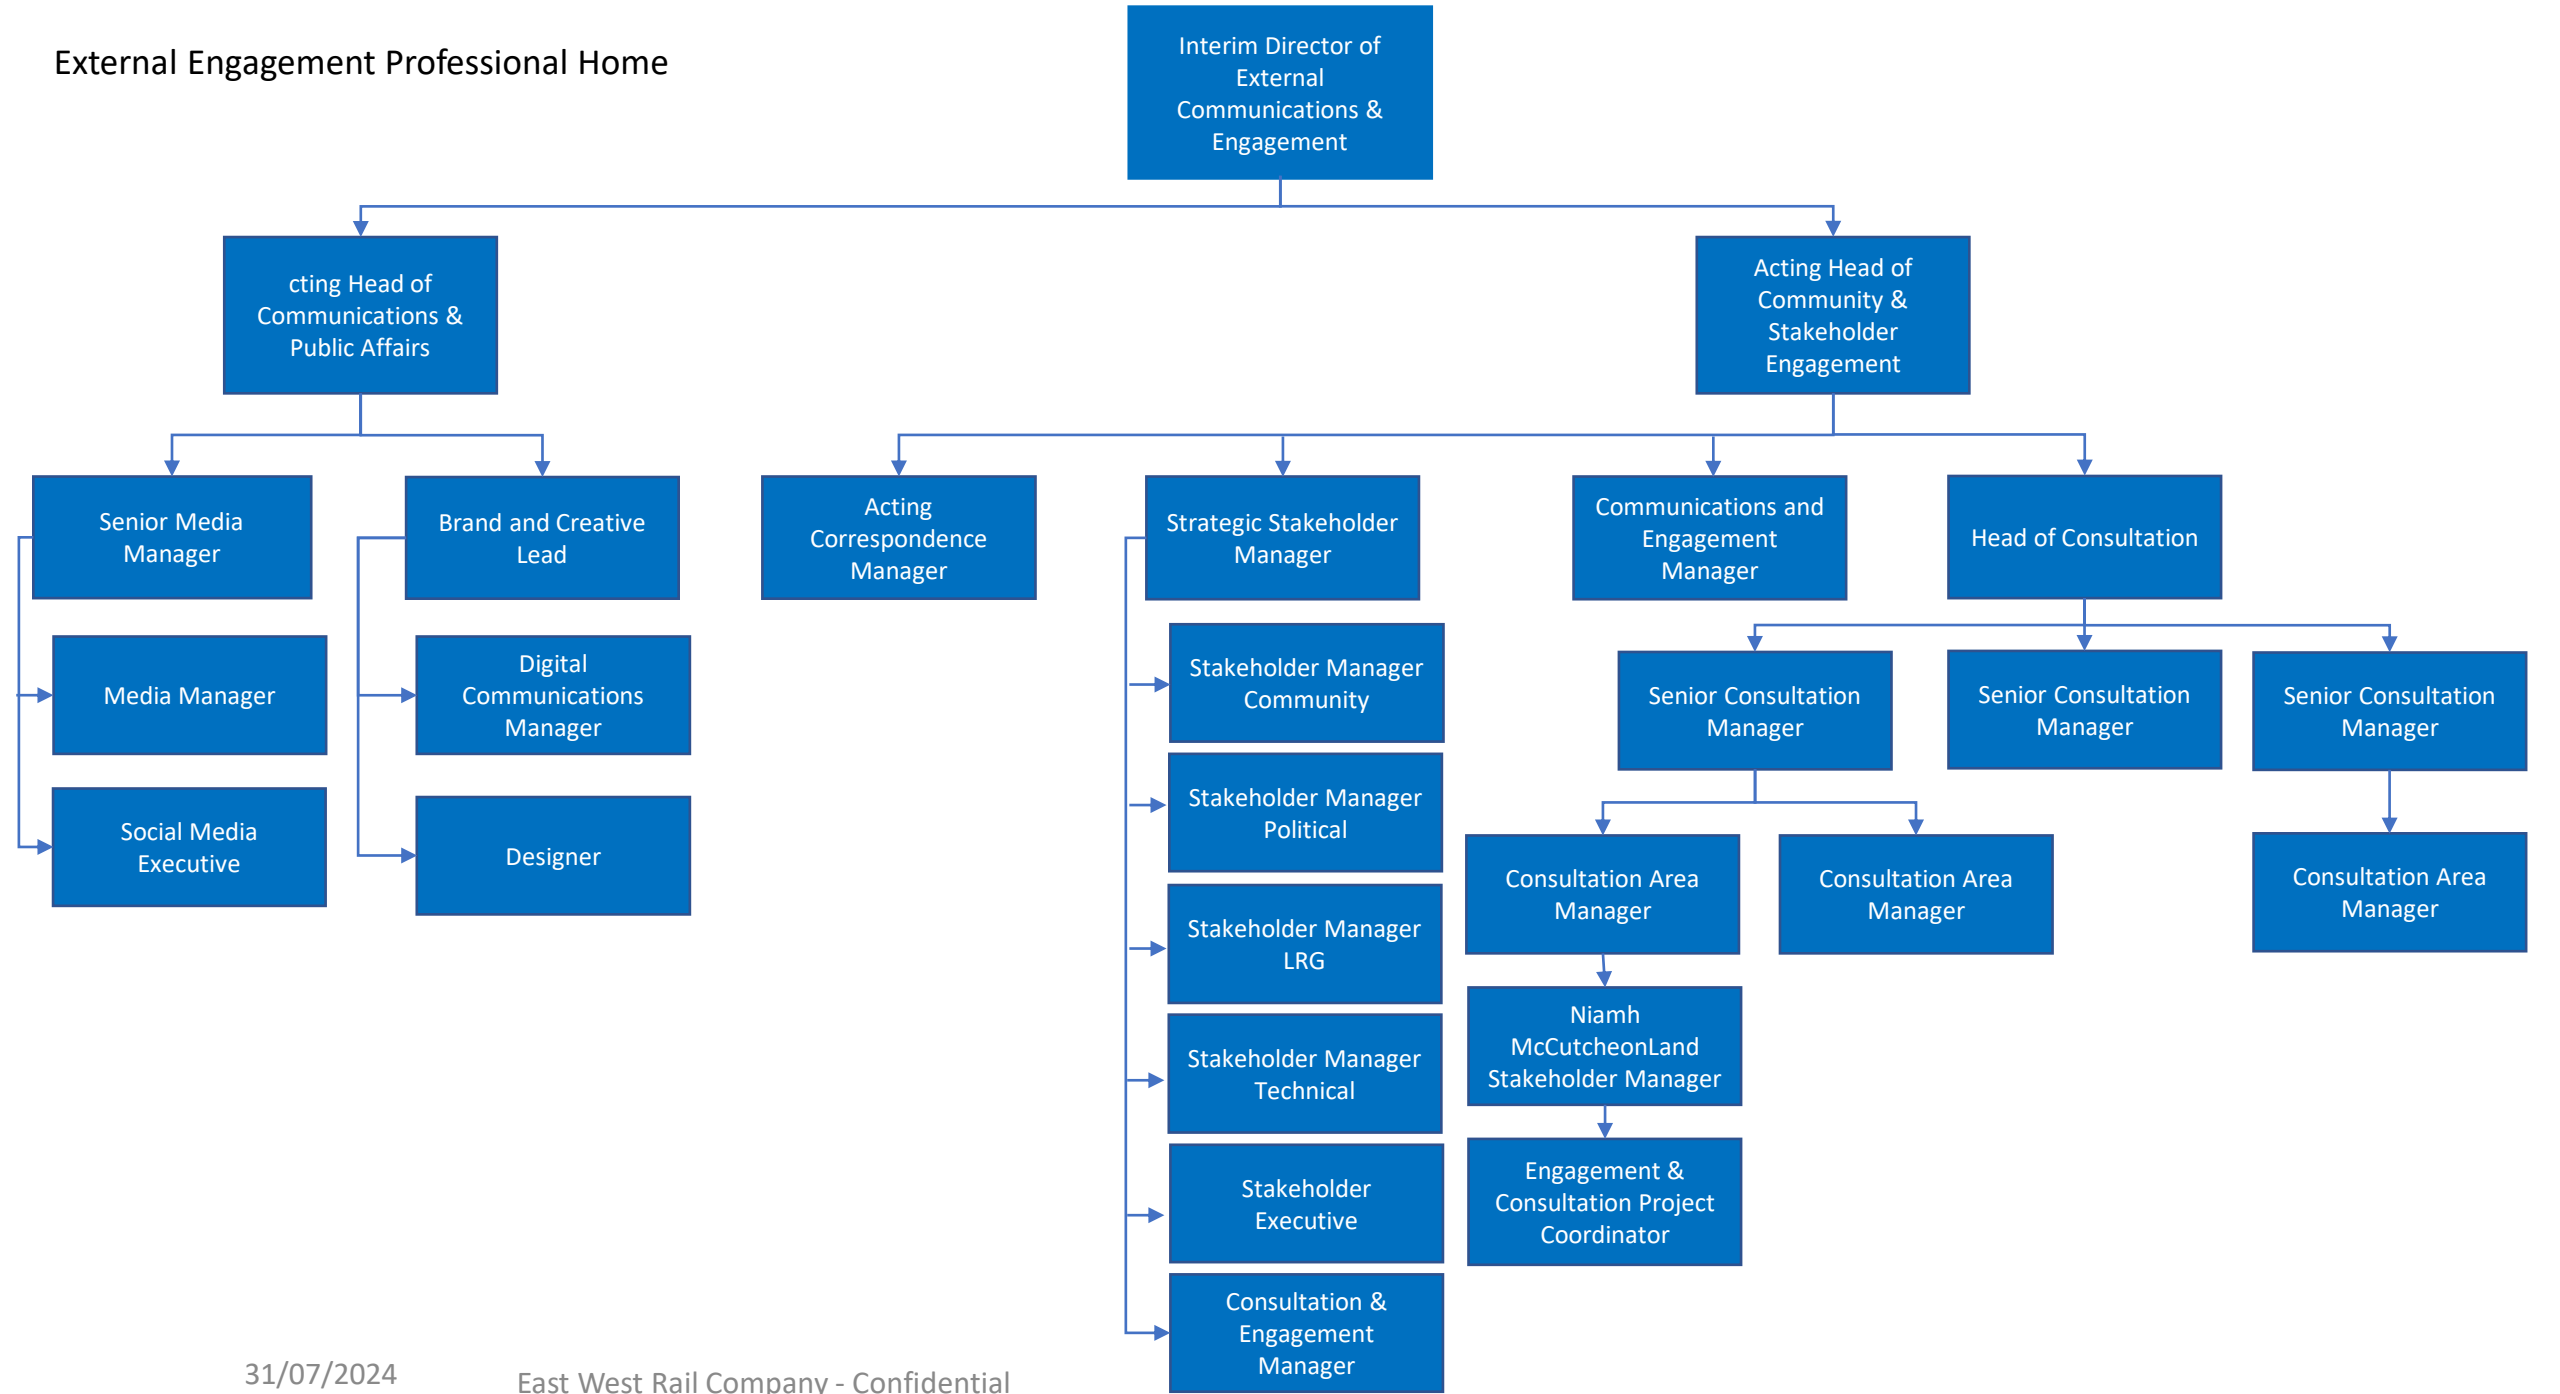 External Engagement Professional Home
Interim Director of
External
Communications &
Engagement
cting Head of
Communications &
Public Affairs
Acting Head of
Community &
Stakeholder
Engagement
Senior Media
Manager
Brand and Creative
Lead
Acting
Correspondence
Manager
Strategic Stakeholder
Manager
Communications and
Engagement
Manager
Head of Consultation
Media Manager
Digital
Communications
Manager
Stakeholder Manager
Community
Senior Consultation
Manager
Senior Consultation
Manager
Senior Consultation
Manager
Social Media
Executive
Designer
Stakeholder Manager
Political
Consultation Area
Manager
Consultation Area
Manager
Consultation Area
Manager
Stakeholder Manager
LRG
Niamh
McCutcheonLand
Stakeholder Manager
Stakeholder Manager
Technical
Engagement &
Consultation Project
Coordinator
Stakeholder
Executive
Consultation &
Engagement
Manager
31/07/2024
East West Rail Company - Confidential